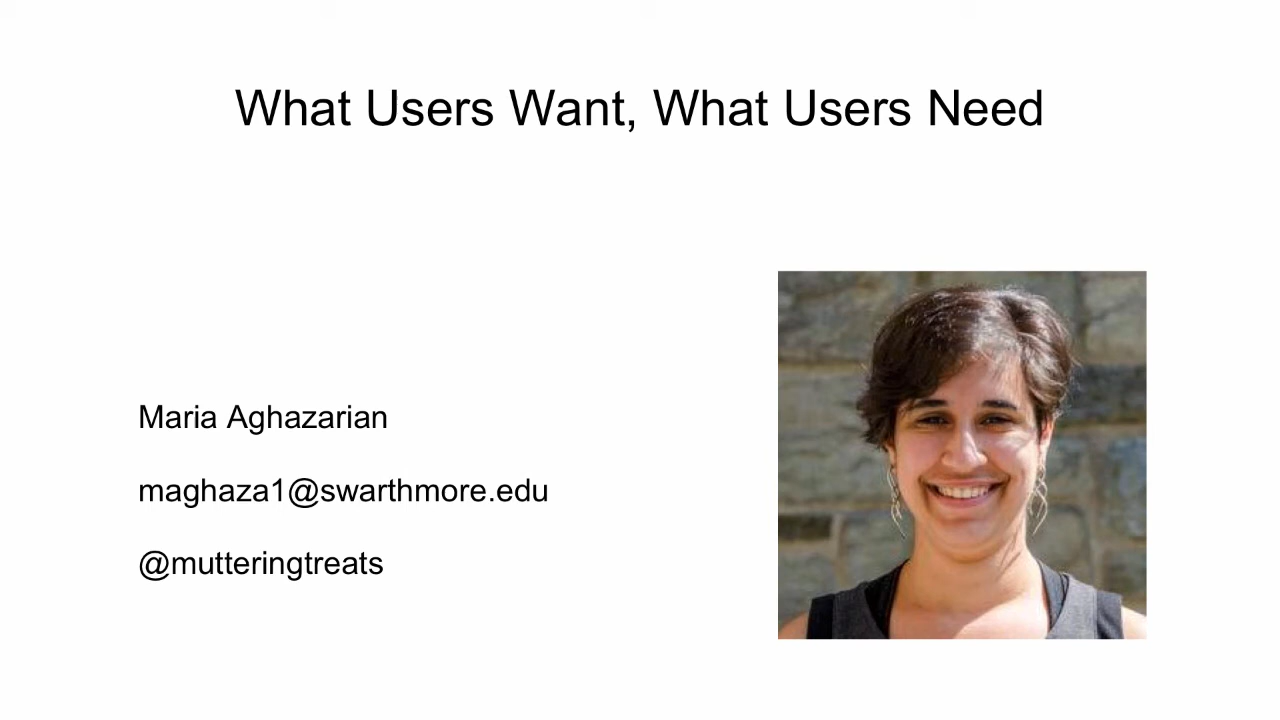 What Users Want, What Users Need
Maria Aghazarian
maghaza1@swarthmore.edu
@mutteringtreats